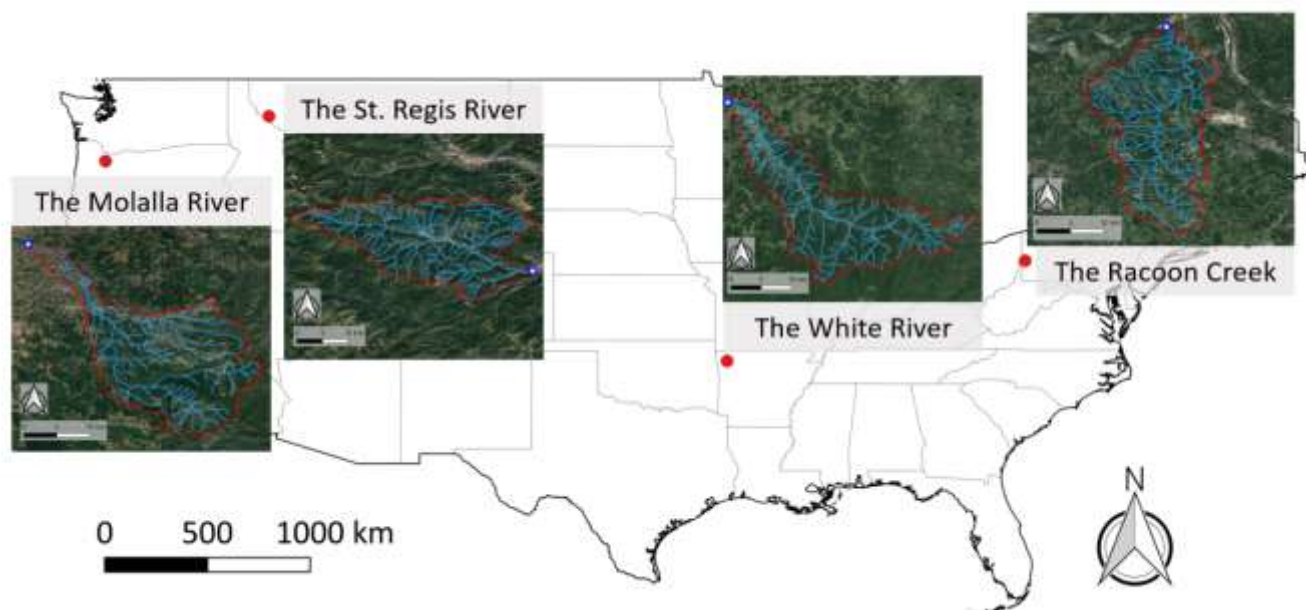 The St. Regis River
The Molalla River
The Racoon Creek
The White River
N
0 500 1000 km